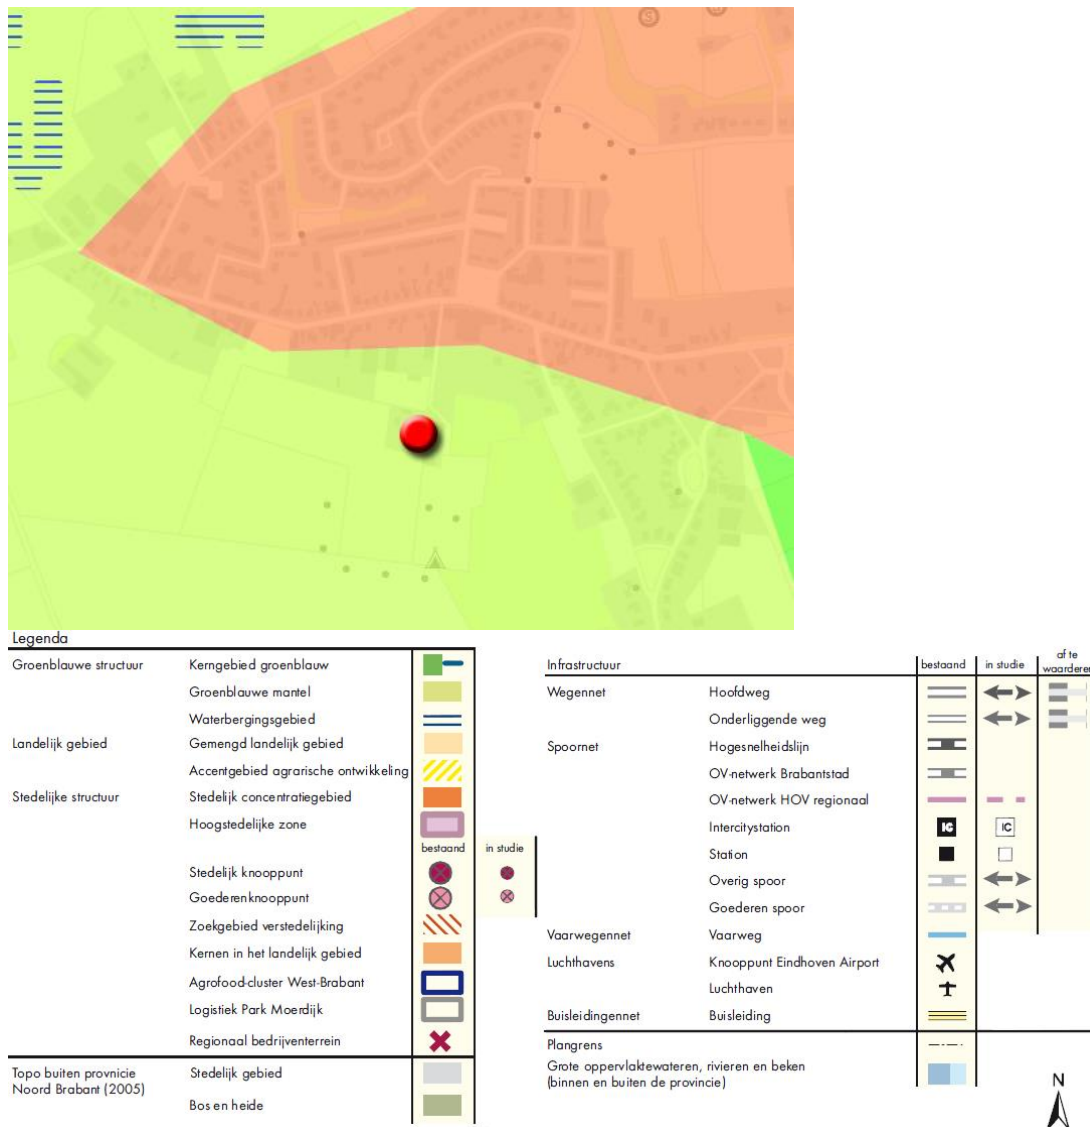 S
Legenda
Groenblauwe structuur Kerngebied groenblauw
Groenblauwe mantel
Waterbergingsgebied
Landelijk gebied Gemengd landelijk gebied
Accentgebied agrarische ontwikkeling
Stedelijke structuur Stedelijk concentratiegebied
Hoogstedelijke zone
bestaand in studie
Stedelijk knooppunt
Goederenknooppunt
Zoekgebied verstedelijking
Kernen in het landelijk gebied
Agrofood-cluster West-Brabant
Logistiek Park Moerdijk
Regionaal bedrijventerrein
Topo buiten provnicie Stedelijk gebied
Noord Brabant (2005)
Bos en heide
Infrastructuur bestaand in studie af te
waarderen
Wegennet Hoofdweg
Onderliggende weg
Spoornet Hogesnelheidslijn
OV-netwerk Brabantstad
OV-netwerk HOV regionaal
Intercitystation IC IC
Station
Overig spoor
Goederen spoor
Vaarwegennet Vaarweg
Luchthavens Knooppunt Eindhoven Airport
Luchthaven
Buisleidingennet Buisleiding
Plangrens
Grote oppervlaktewateren, rivieren en beken
(binnen en buiten de provincie)
N